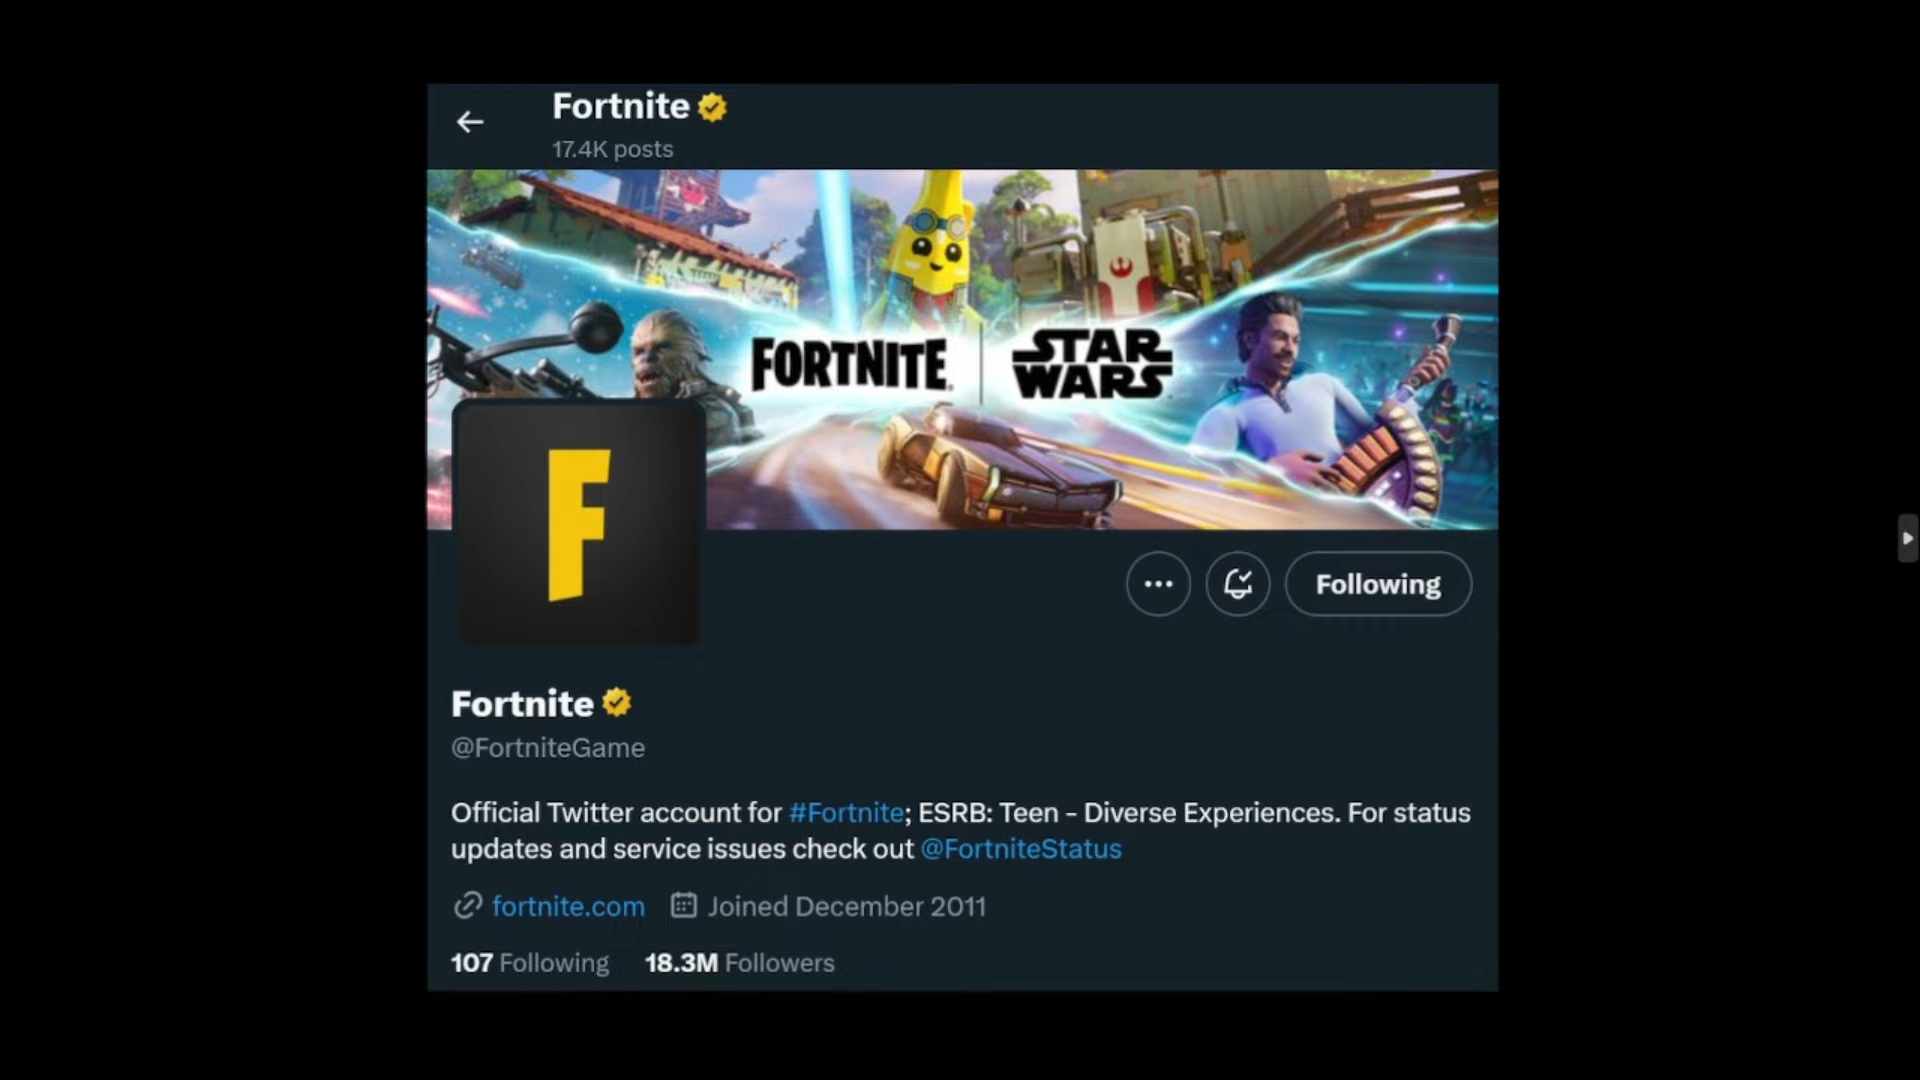 Fortnite
17.4K posts
FORTNITE
STAR
WARS
F
Following
Fortnite
@FortniteGame
Official Twitter account for #Fortnite; ESRB: Teen - Diverse Experiences. For status
updates and service issues check out @FortniteStatus
fortnite.com Joined December 2011
107 Following 18.3M Followers